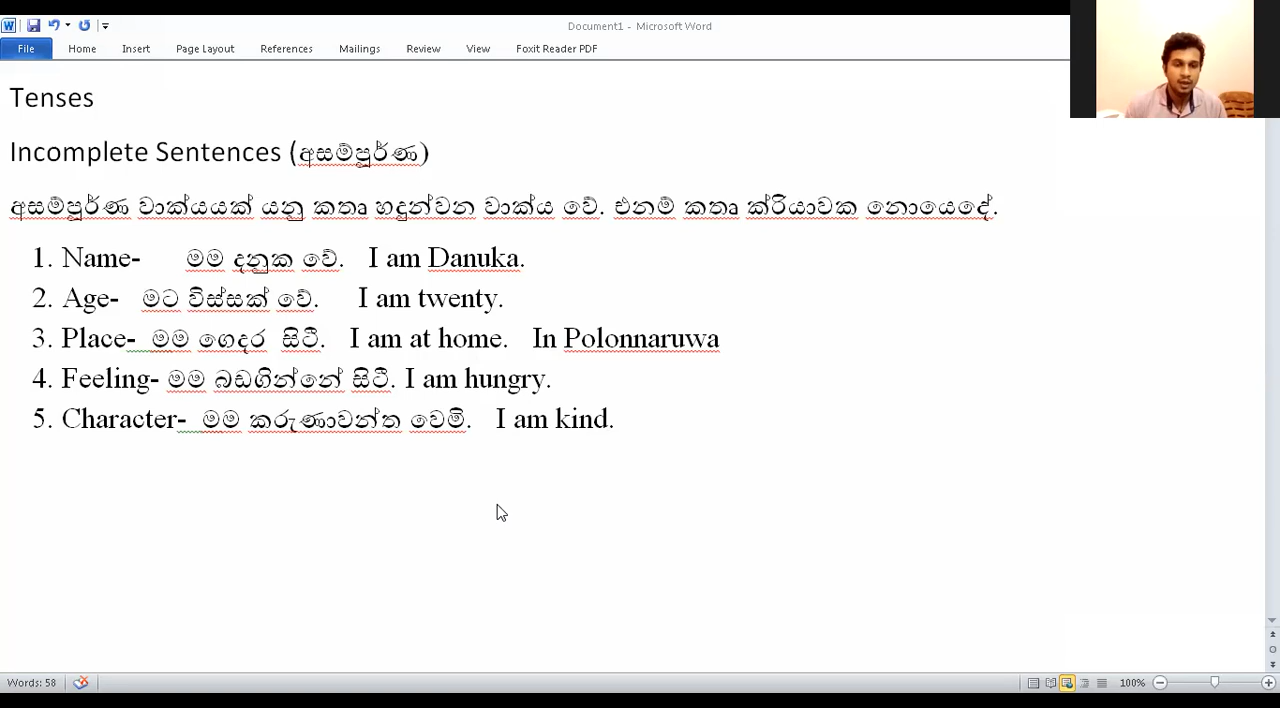 Document1 - Microsoft Word
File Home Insert Page Layout References Mailings Review View Foxit Reader PDF
Tenses
Incomplete Sentences (අසම්පූර්ණ)
අසම්පූර්ණ වාක්යයක් යනු කතෘ හදුන්වන වාක්ය වේ. එනම් කතෘ ක්රියාවක නොයෙදේ.
1. Name- මම දනුක වේ. I am Danuka.
2. Age- මට විස්සක් වේ. I am twenty.
3. Place- මම ගෙදර සිටී. I am at home. In Polonnaruwa
4. Feeling- මම බඩගින්නේ සිටී. I am hungry.
5. Character- මම කරුණාවන්ත වෙමි. I am kind.
Words: 58 100%